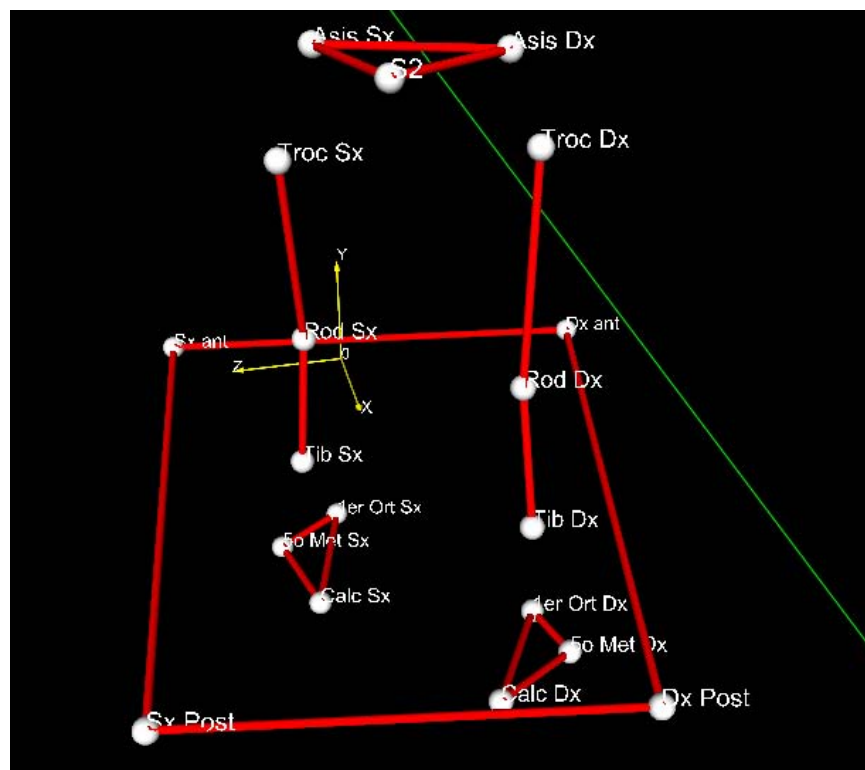 Asis Sx
Asis Dx
S2
Troc Sx
Troc Dx
Y
Sx ant
Rod Sx
Dx ant
Z
X
Rod Dx
Tib Sx
1er Ort Sx
Tib Dx
5o Met Sx
Calc Sx
1er Ort Dx
5o Met Dx
Calc Dx
Dx Post
Sx Post